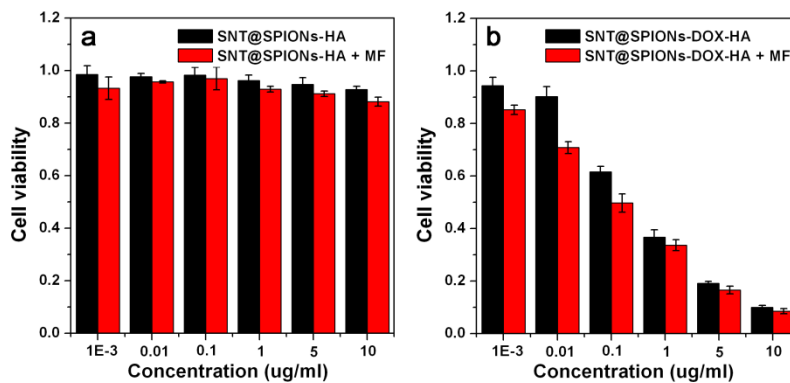 a
SNT@SPIONs-HA
SNT@SPIONs-HA + MF
Cell viability
1.2
1.0
0.8
0.6
0.4
0.2
0.0
1E-3 0.01 0.1 1 5 10
Concentration (ug/ml)
b
SNT@SPIONs-DOX-HA
SNT@SPIONs-DOX-HA + MF
Cell viability
1.2
1.0
0.8
0.6
0.4
0.2
0.0
1E-3 0.01 0.1 1 5 10
Concentration (ug/ml)